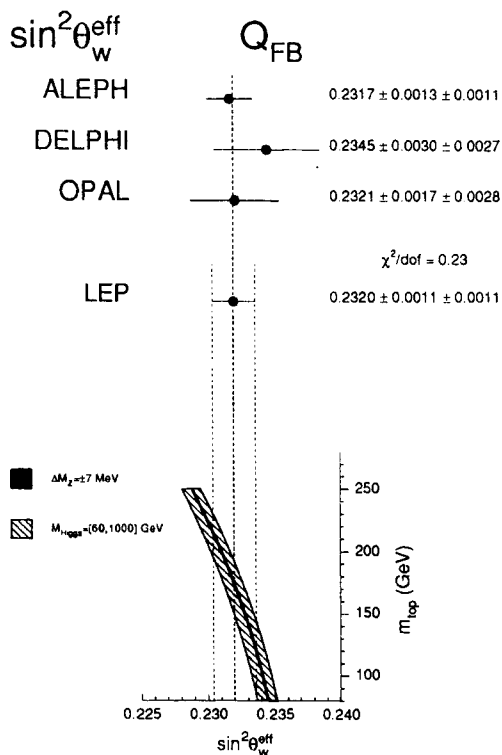 sin²θ_w^eff Q_FB
ALEPH 0.2317 ± 0.0013 ± 0.0011
DELPHI 0.2345 ± 0.0030 ± 0.0027
OPAL 0.2321 ± 0.0017 ± 0.0028
χ²/dof = 0.23
LEP 0.2320 ± 0.0011 ± 0.0011
ΔM_Z=±7 MeV
M_Higgs=[60,1000] GeV
250
200
150
100
m_top (GeV)
0.225 0.230 0.235 0.240
sin²θ_w^eff